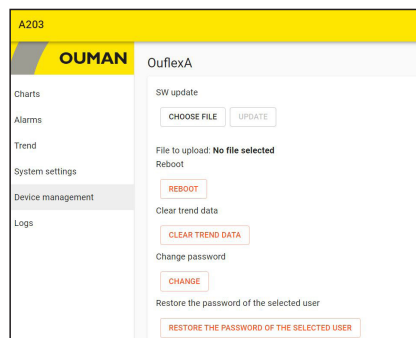 A203
OUMAN
Charts
Alarms
Trend
System settings
Device management
Logs
OuflexA
SW update
CHOOSE FILE UPDATE
File to upload: No file selected
Reboot
REBOOT
Clear trend data
CLEAR TREND DATA
Change password
CHANGE
Restore the password of the selected user
RESTORE THE PASSWORD OF THE SELECTED USER